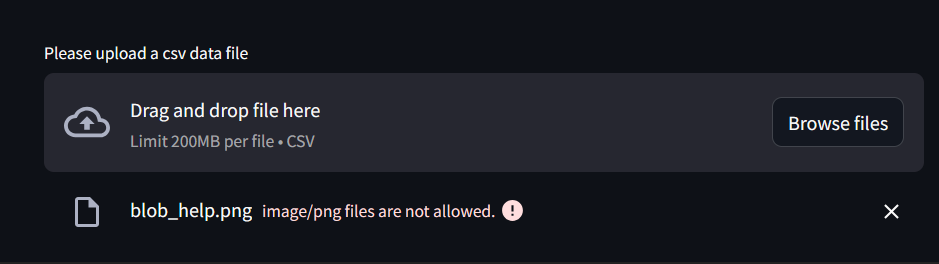 Please upload a csv data file
Drag and drop file here
Limit 200MB per file • CSV
Browse files
blob_help.png image/png files are not allowed.